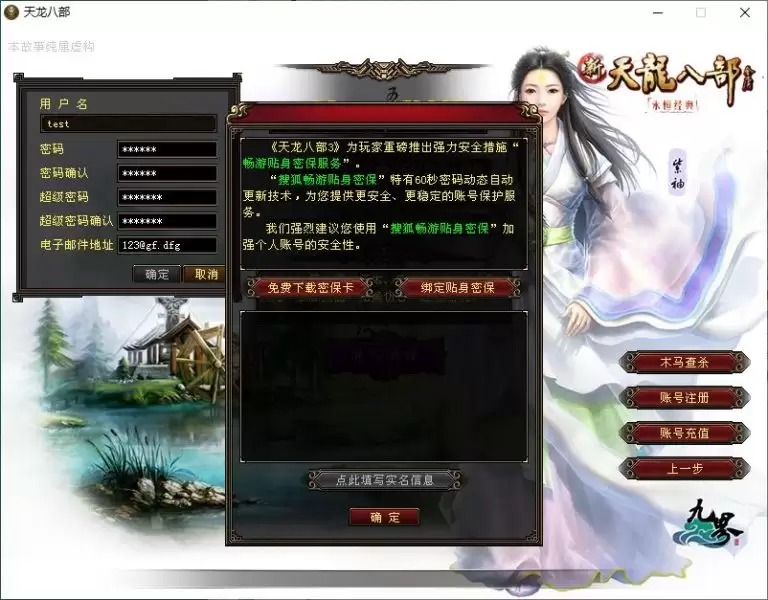 天龙八部
本故事纯属虚构
用户名
test
密码
******
密码确认
******
超级密码
*******
超级密码确认
*******
电子邮件地址
123@gf.dfg
确定
取消
《天龙八部3》为玩家重磅推出强力安全措施“
畅游贴身密保服务”。
“搜狐畅游贴身密保”特有60秒密码动态自动
更新技术，为您提供更安全、更稳定的账号保护服
务。
我们强烈建议您使用“搜狐畅游贴身密保”加
强个人账号的安全性。
免费下载密保卡
绑定贴身密保
点此填写实名信息
确定
新天龍八部
永恒经典
紫袖
木马查杀
账号注册
账号充值
上一步
九界